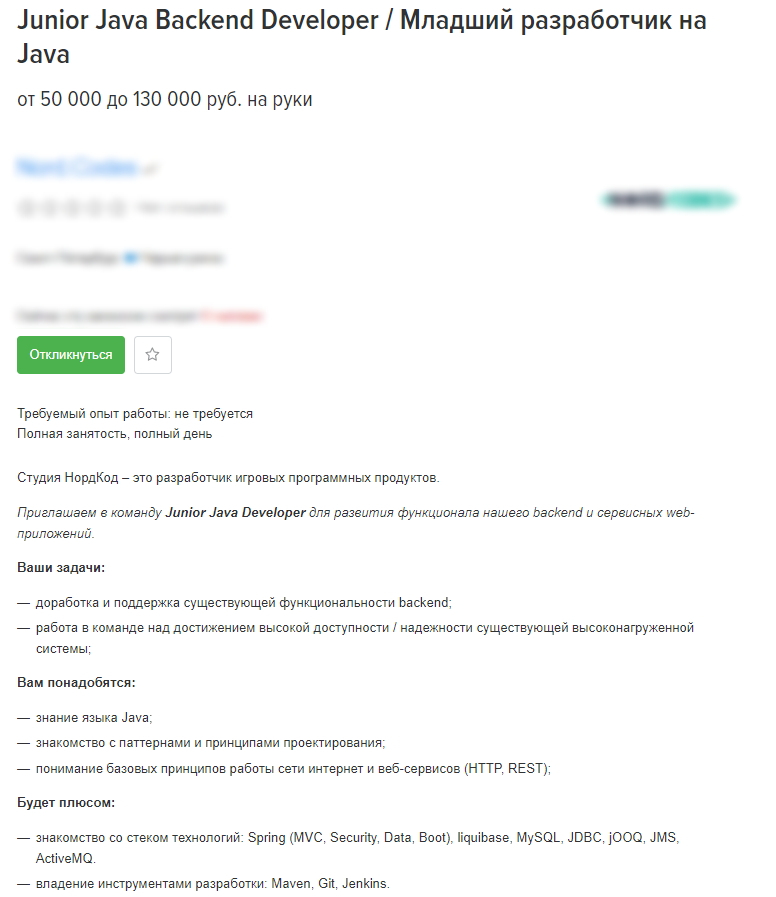 Junior Java Backend Developer / Младший разработчик на
Java
от 50 000 до 130 000 руб. на руки
Откликнуться
Требуемый опыт работы: не требуется
Полная занятость, полный день
Студия НордКод – это разработчик игровых программных продуктов.
Приглашаем в команду Junior Java Developer для развития функционала нашего backend и сервисных web-
приложений.
Ваши задачи:
— доработка и поддержка существующей функциональности backend;
— работа в команде над достижением высокой доступности / надежности существующей высоконагруженной
системы;
Вам понадобятся:
— знание языка Java;
— знакомство с паттернами и принципами проектирования;
— понимание базовых принципов работы сети интернет и веб-сервисов (HTTP, REST);
Будет плюсом:
— знакомство со стеком технологий: Spring (MVC, Security, Data, Boot), liquibase, MySQL, JDBC, jOOQ, JMS,
ActiveMQ.
— владение инструментами разработки: Maven, Git, Jenkins.